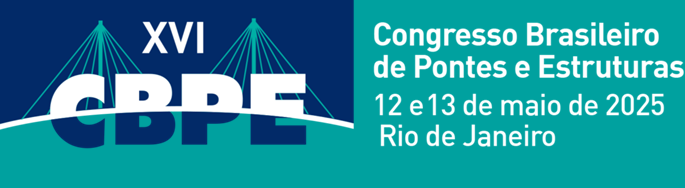 XVI
CBPE
Congresso Brasileiro
de Pontes e Estruturas
12 e 13 de maio de 2025
Rio de Janeiro